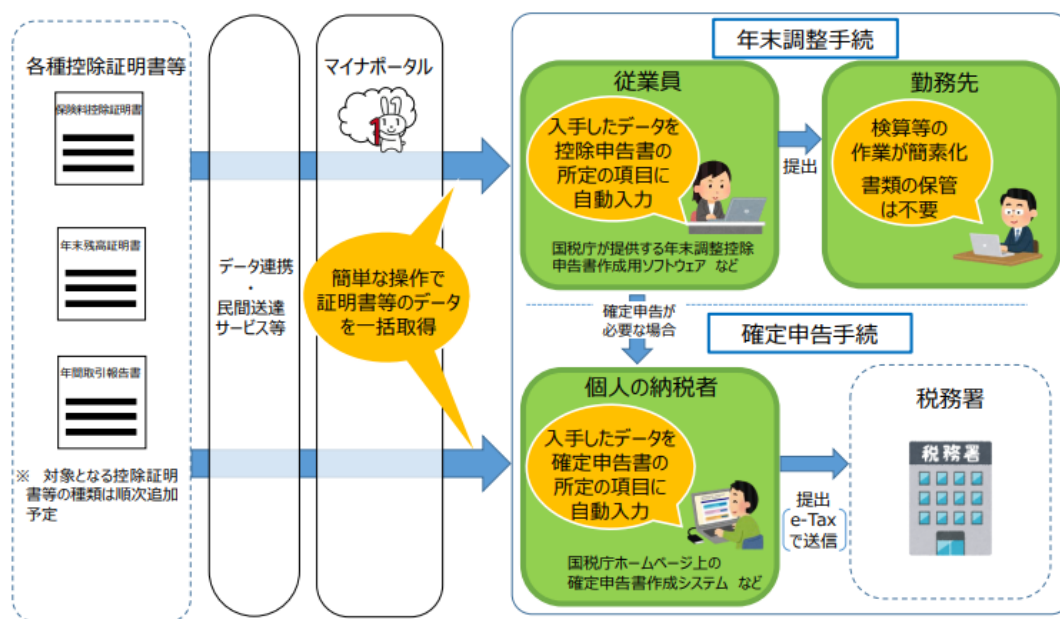 各種控除証明書等
保険料控除証明書
年末残高証明書
年間取引報告書
※ 対象となる控除証明
書等の種類は順次追加
予定
データ連携
・
民間送達
サービス等
マイナポータル
1
簡単な操作で
証明書等のデータ
を一括取得
年末調整手続
従業員
入手したデータを
控除申告書の
所定の項目に
自動入力
国税庁が提供する年末調整控除
申告書作成用ソフトウェア など
提出
勤務先
検算等の
作業が簡素化
書類の保管
は不要
確定申告が
必要な場合
確定申告手続
個人の納税者
入手したデータを
確定申告書の
所定の項目に
自動入力
国税庁ホームページ上の
確定申告書作成システム など
提出
e-Tax
で送信
税務署
税務署